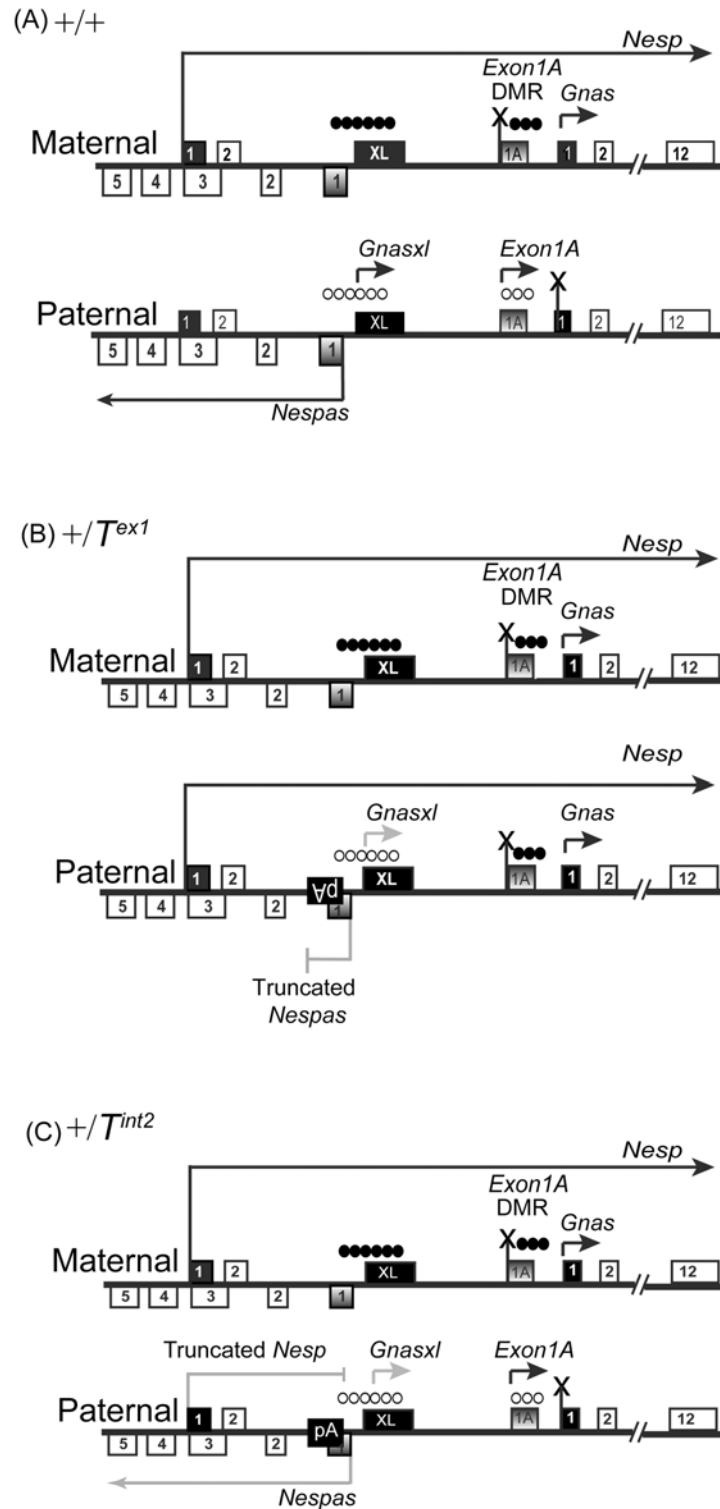 (A) +/+
Nesp
Exon1A
DMR
Gnas
X
Maternal
1 2 XL 1A 1 2 12
5 4 3 2 1
Gnasxl Exon1A
X
Paternal
1 2 XL 1A 1 2 12
5 4 3 2 1
Nespas
(B) +/T^ex1
Nesp
Exon1A
DMR
Gnas
X
Maternal
1 2 XL 1A 1 2 12
5 4 3 2 1
Nesp
Gnasxl Gnas
X
Paternal
1 2 pA XL 1A 1 2 12
5 4 3 2 1
Truncated
Nespas
(C) +/T^int2
Nesp
Exon1A
DMR
Gnas
X
Maternal
1 2 XL 1A 1 2 12
5 4 3 2 1
Truncated Nesp Gnasxl Exon1A
X
Paternal
1 2 pA XL 1A 1 2 12
5 4 3 2 1
Nespas